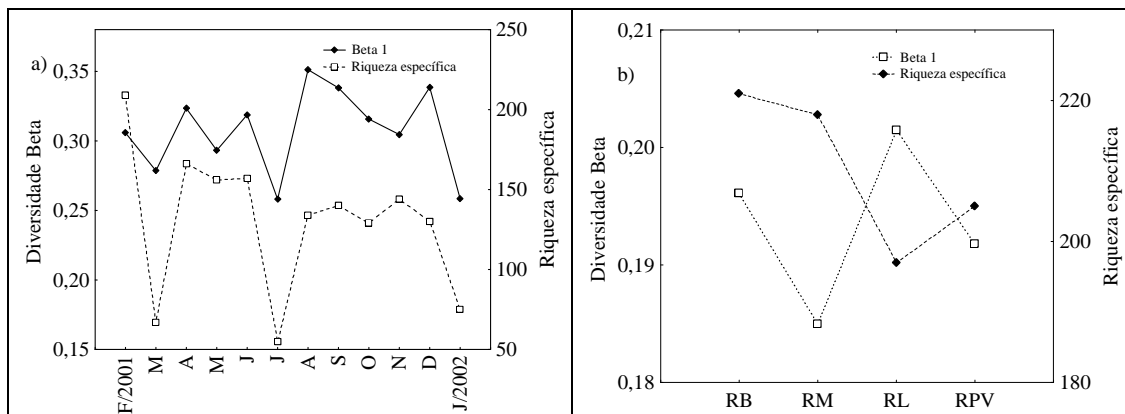 a)
Beta 1
Riqueza específica
Diversidade Beta
0,35
0,30
0,25
0,20
0,15
250
200
150
100
50
Riqueza específica
F/2001
M
A
M
J
J
A
S
O
N
D
J/2002
b)
Beta 1
Riqueza específica
Diversidade Beta
0,21
0,20
0,19
0,18
220
200
180
Riqueza específica
RB
RM
RL
RPV